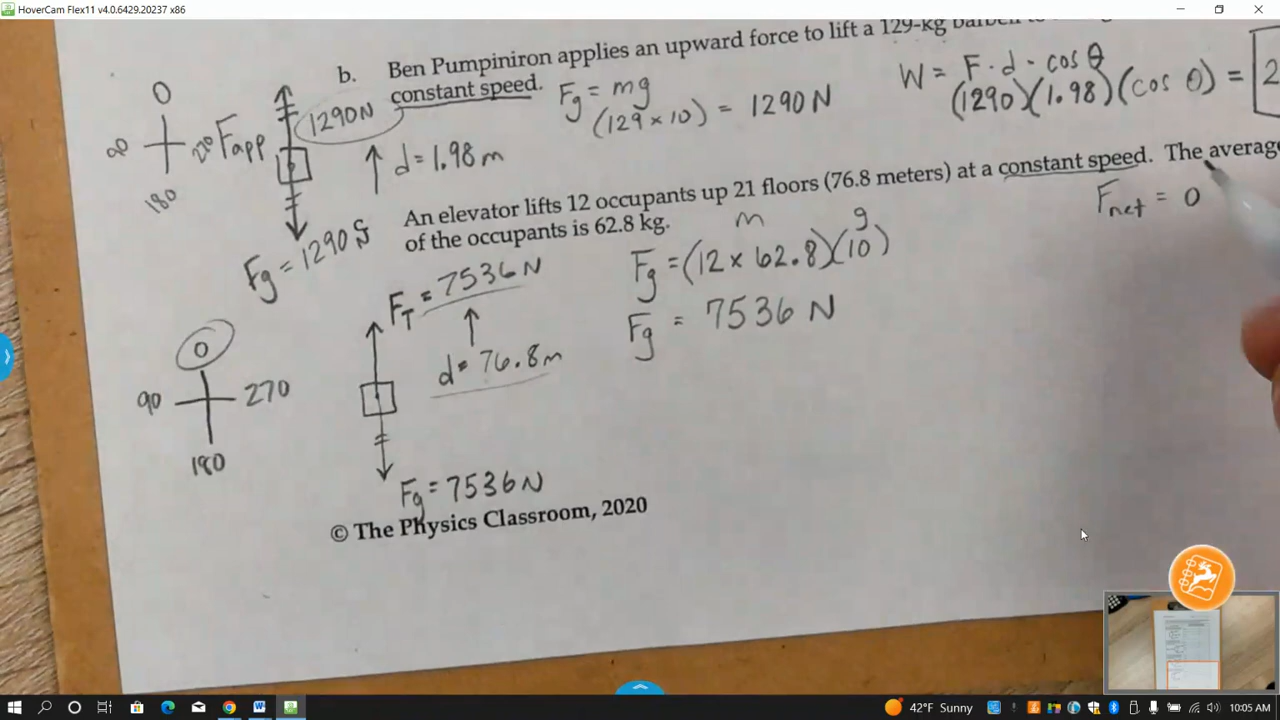 HoverCam Flex11 v4.0.6429.20237 x86
b. Ben Pumpiniron applies an upward force to lift a 129-kg barbell to
constant speed.
Fg = mg
(129 × 10) = 1290 N
W = F · d · cos θ
(1290)(1.98)(cos θ) = 2
0
90
270
180
Fapp
1290N
d = 1.98 m
Fg = 1290 N
An elevator lifts 12 occupants up 21 floors (76.8 meters) at a constant speed. The average
of the occupants is 62.8 kg.
Fnet = 0
m
g
Fg = (12 × 62.8)(10)
Fg = 7536 N
FT = 7536 N
d = 76.8 m
0
90
270
180
Fg = 7536 N
© The Physics Classroom, 2020
42°F Sunny
10:05 AM